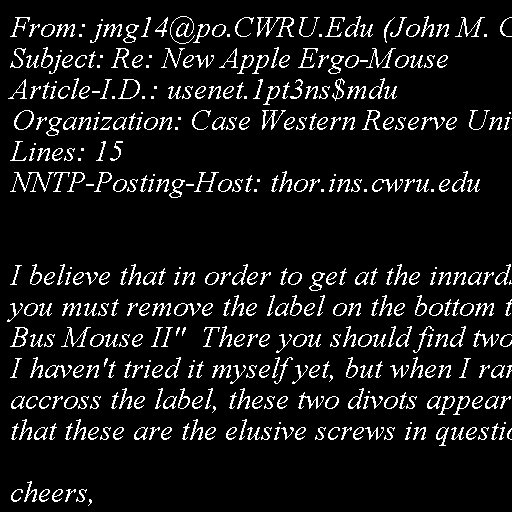 From: jmg14@po.CWRU.Edu (John M.
Subject: Re: New Apple Ergo-Mouse
Article-I.D.: usenet.1pt3ns$mdu
Organization: Case Western Reserve Uni
Lines: 15
NNTP-Posting-Host: thor.ins.cwru.edu
I believe that in order to get at the innards
you must remove the label on the bottom t
Bus Mouse II"  There you should find two
I haven't tried it myself yet, but when I ran
accross the label, these two divots appear
that these are the elusive screws in questio
cheers,